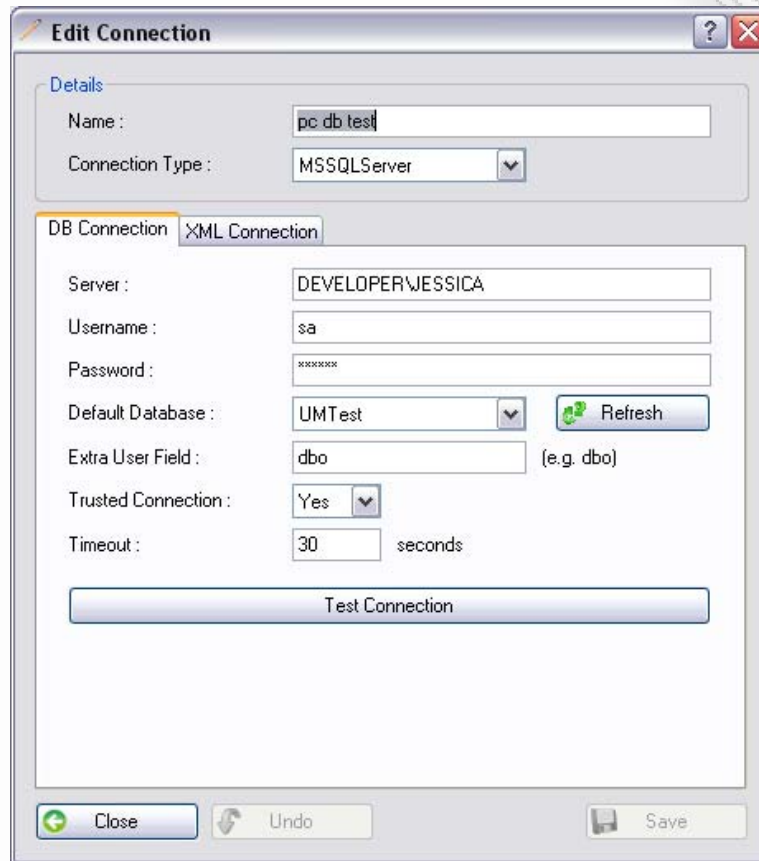 Edit Connection
Details
Name : pc db test
Connection Type : MSSQLServer
DB Connection XML Connection
Server : DEVELOPER\JESSICA
Username : sa
Password : ××××××
Default Database : UMTest Refresh
Extra User Field : dbo (e.g. dbo)
Trusted Connection : Yes
Timeout : 30 seconds
Test Connection
Close Undo Save